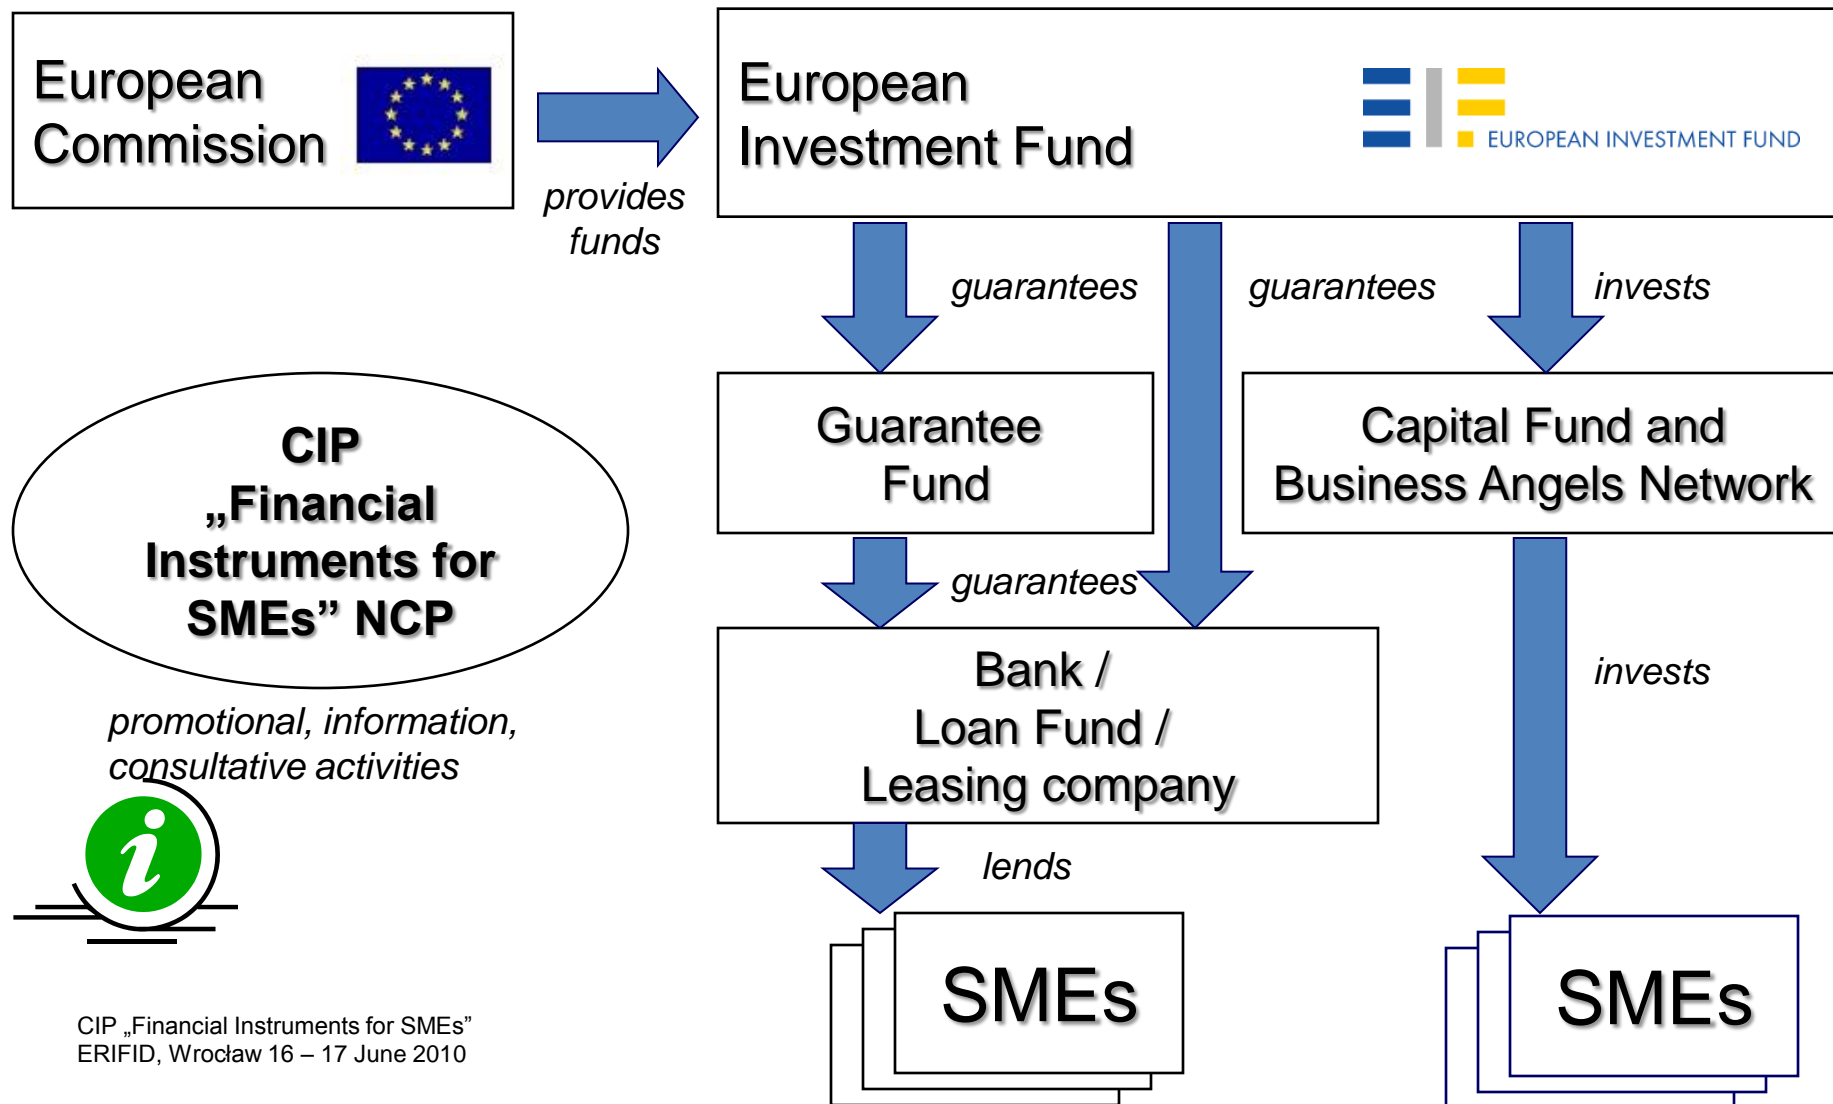 European
Commission
provides
funds
European
Investment Fund
EUROPEAN INVESTMENT FUND
guarantees
guarantees
invests
CIP
„Financial
Instruments for
SMEs” NCP
promotional, information,
consultative activities
i
Guarantee
Fund
Capital Fund and
Business Angels Network
guarantees
Bank /
Loan Fund /
Leasing company
invests
lends
SMEs
SMEs
CIP „Financial Instruments for SMEs”
ERIFID, Wrocław 16 – 17 June 2010